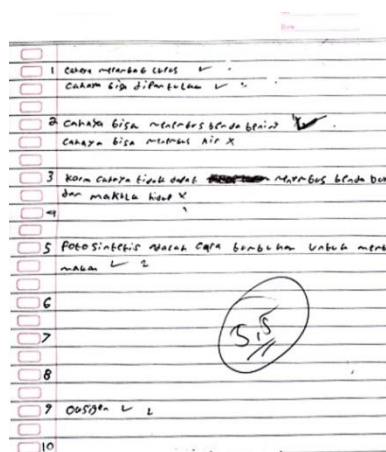 1 cahaya merambat lurus
cahaya bisa dipantulkan
2 cahaya bisa menembus benda bening
cahaya bisa menembus air x
3 karna cahaya tidak dapat menembus benda
dan makhluk hidup x
4
5 fotosintesis adalah cara tumbuhan untuk
makan 2
6
5,5
7
8
9 oksigen 2
10